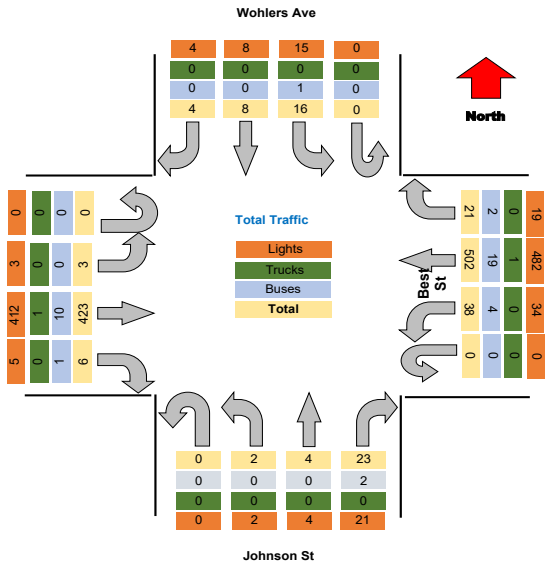 Wohlers Ave
4 8 15 0
0 0 0 0
0 0 1 0
4 8 16 0
North
0 0 0 0
3 0 0 3
412 1 10 423
5 0 1 6
Total Traffic
Lights
Trucks
Buses
Total
Best
St
21 2 0 19
502 19 1 482
38 4 0 34
0 0 0 0
0 2 4 23
0 0 0 2
0 0 0 0
0 2 4 21
Johnson St